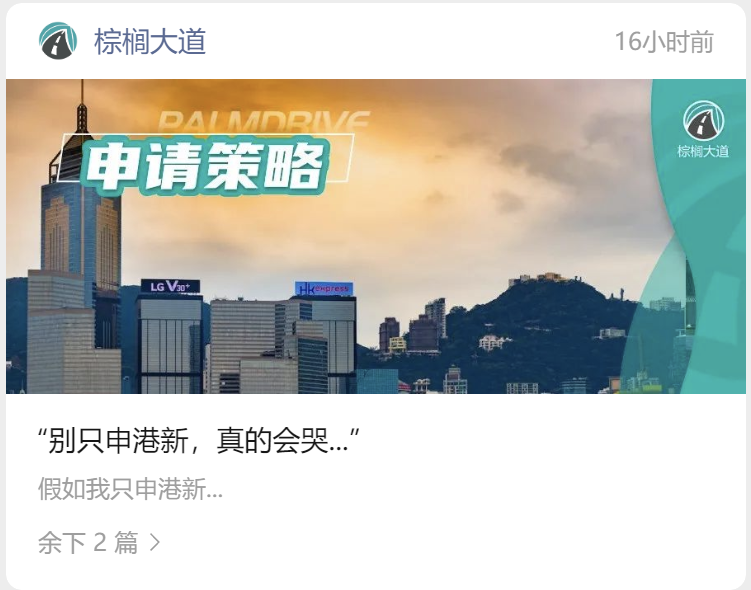 棕榈大道
16小时前
PALMDRIVE
申请策略
棕榈大道
LG V30+
HK express
“别只申港新，真的会哭...”
假如我只申港新...
余下 2 篇